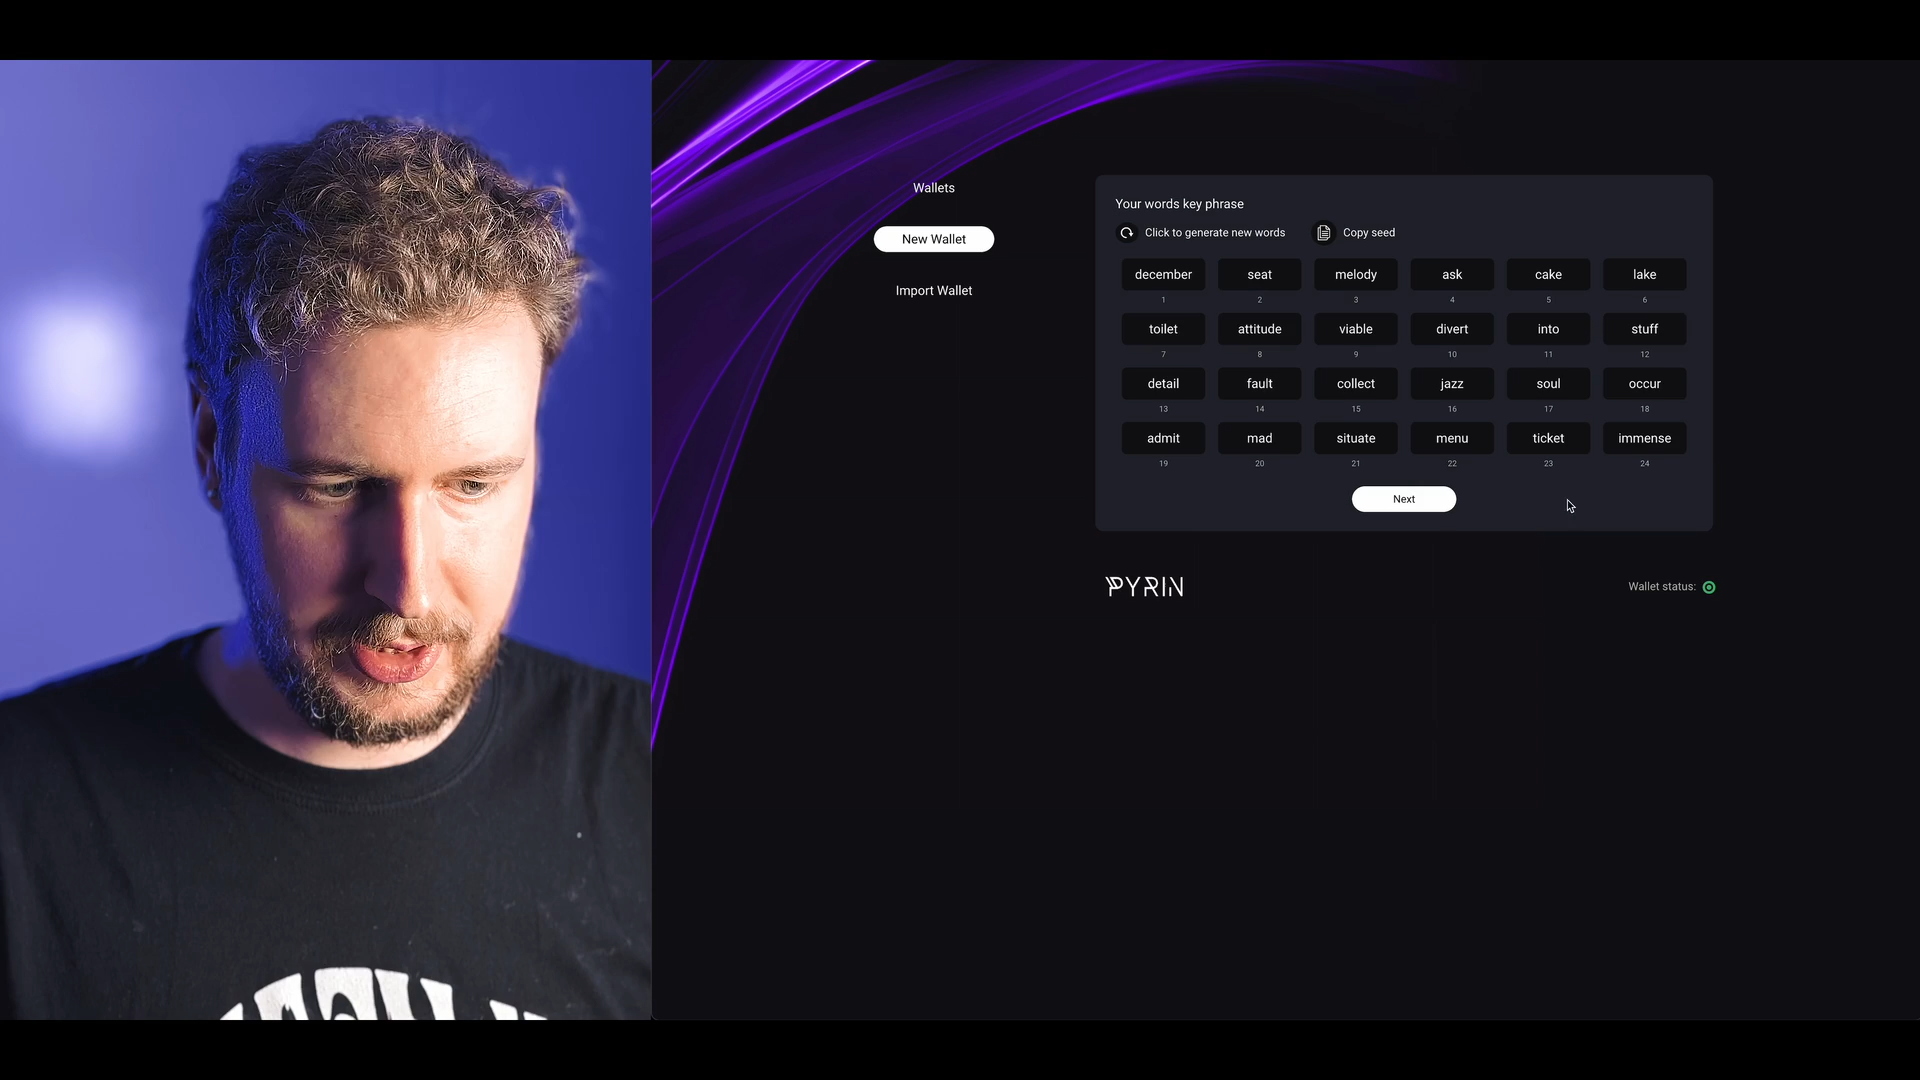 Wallets
New Wallet
Import Wallet
Your words key phrase
Click to generate new words Copy seed
december seat melody ask cake lake
1 2 3 4 5 6
toilet attitude viable divert into stuff
7 8 9 10 11 12
detail fault collect jazz soul occur
13 14 15 16 17 18
admit mad situate menu ticket immense
19 20 21 22 23 24
Next
PYRIN
Wallet status: